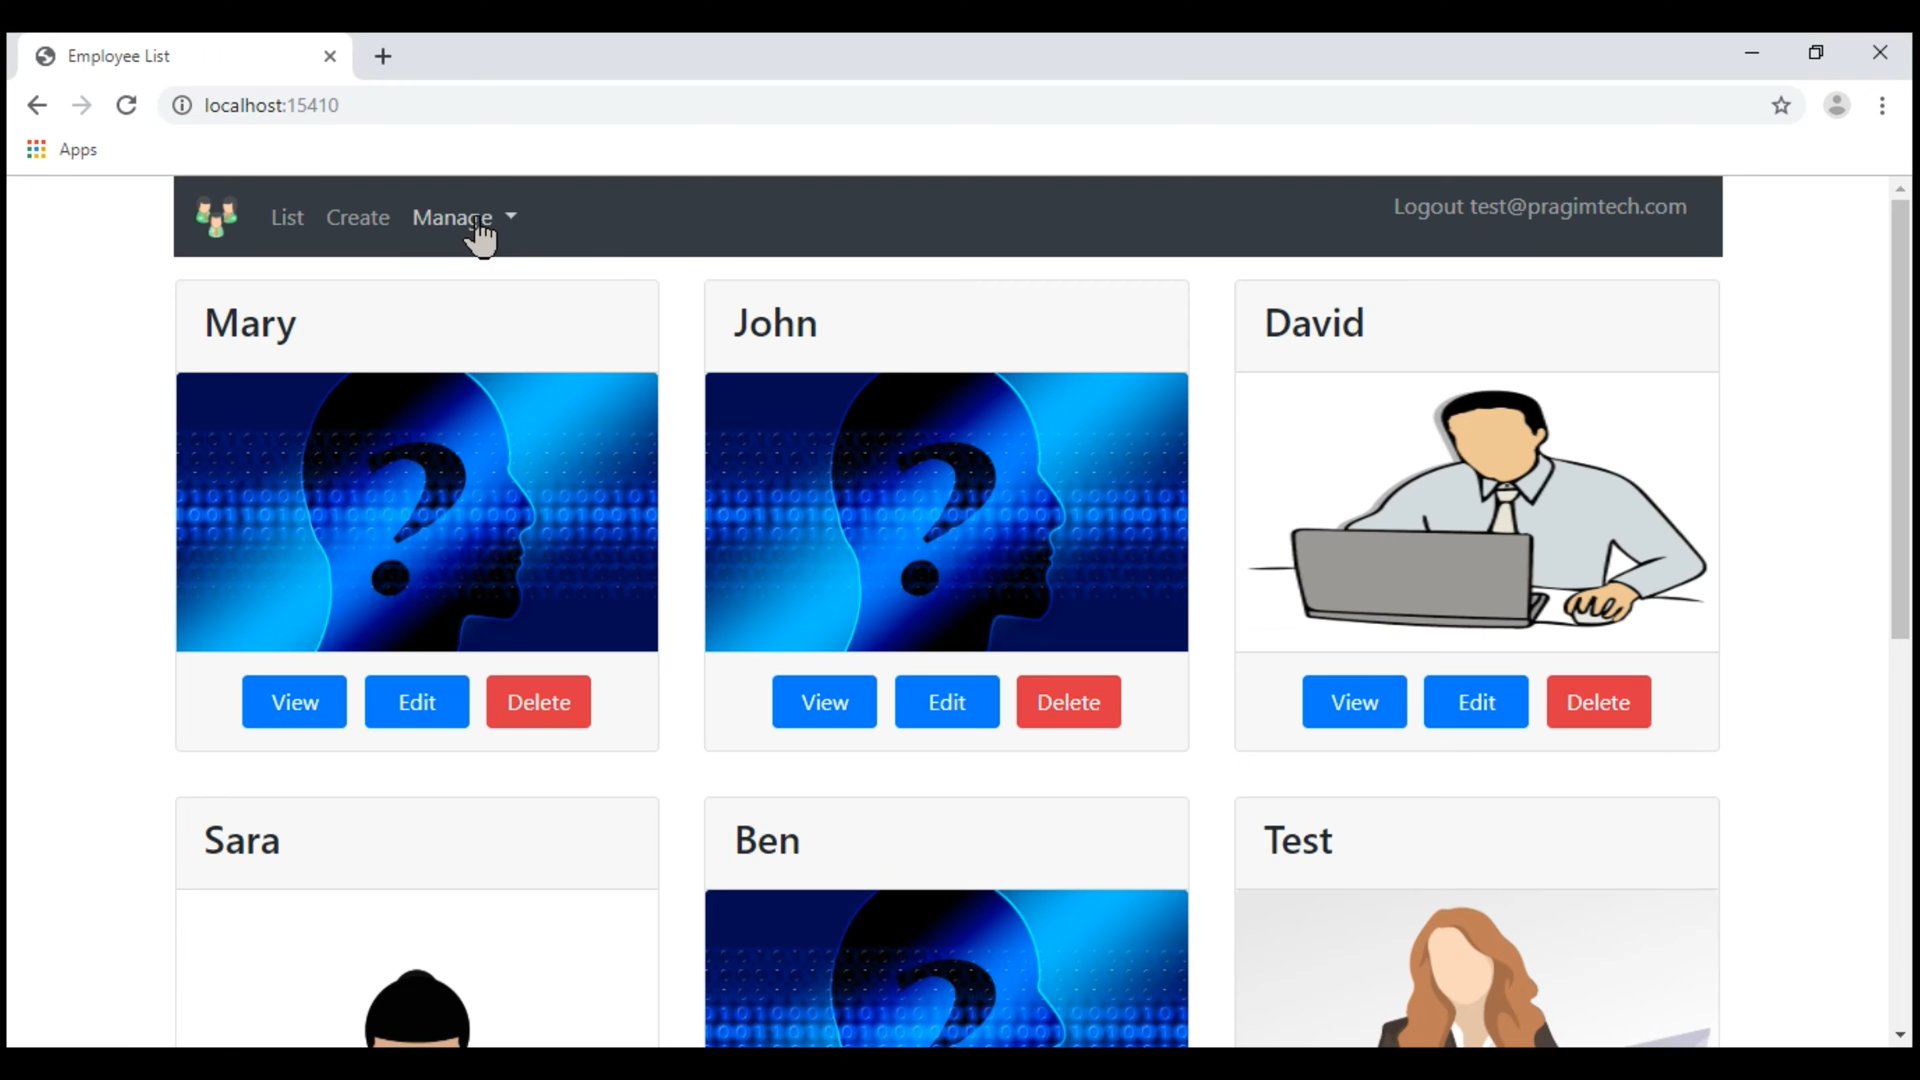 Employee List
localhost:15410
Apps
List Create Manage Logout test@pragimtech.com
Mary John David
? ?
View Edit Delete View Edit Delete View Edit Delete
Sara Ben Test
?